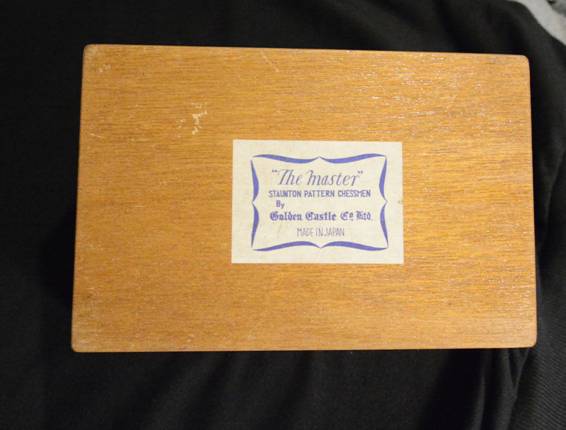 "The master"
STAUNTON PATTERN CHESSMEN
By
Golden Castle Co. Ltd.
MADE IN JAPAN